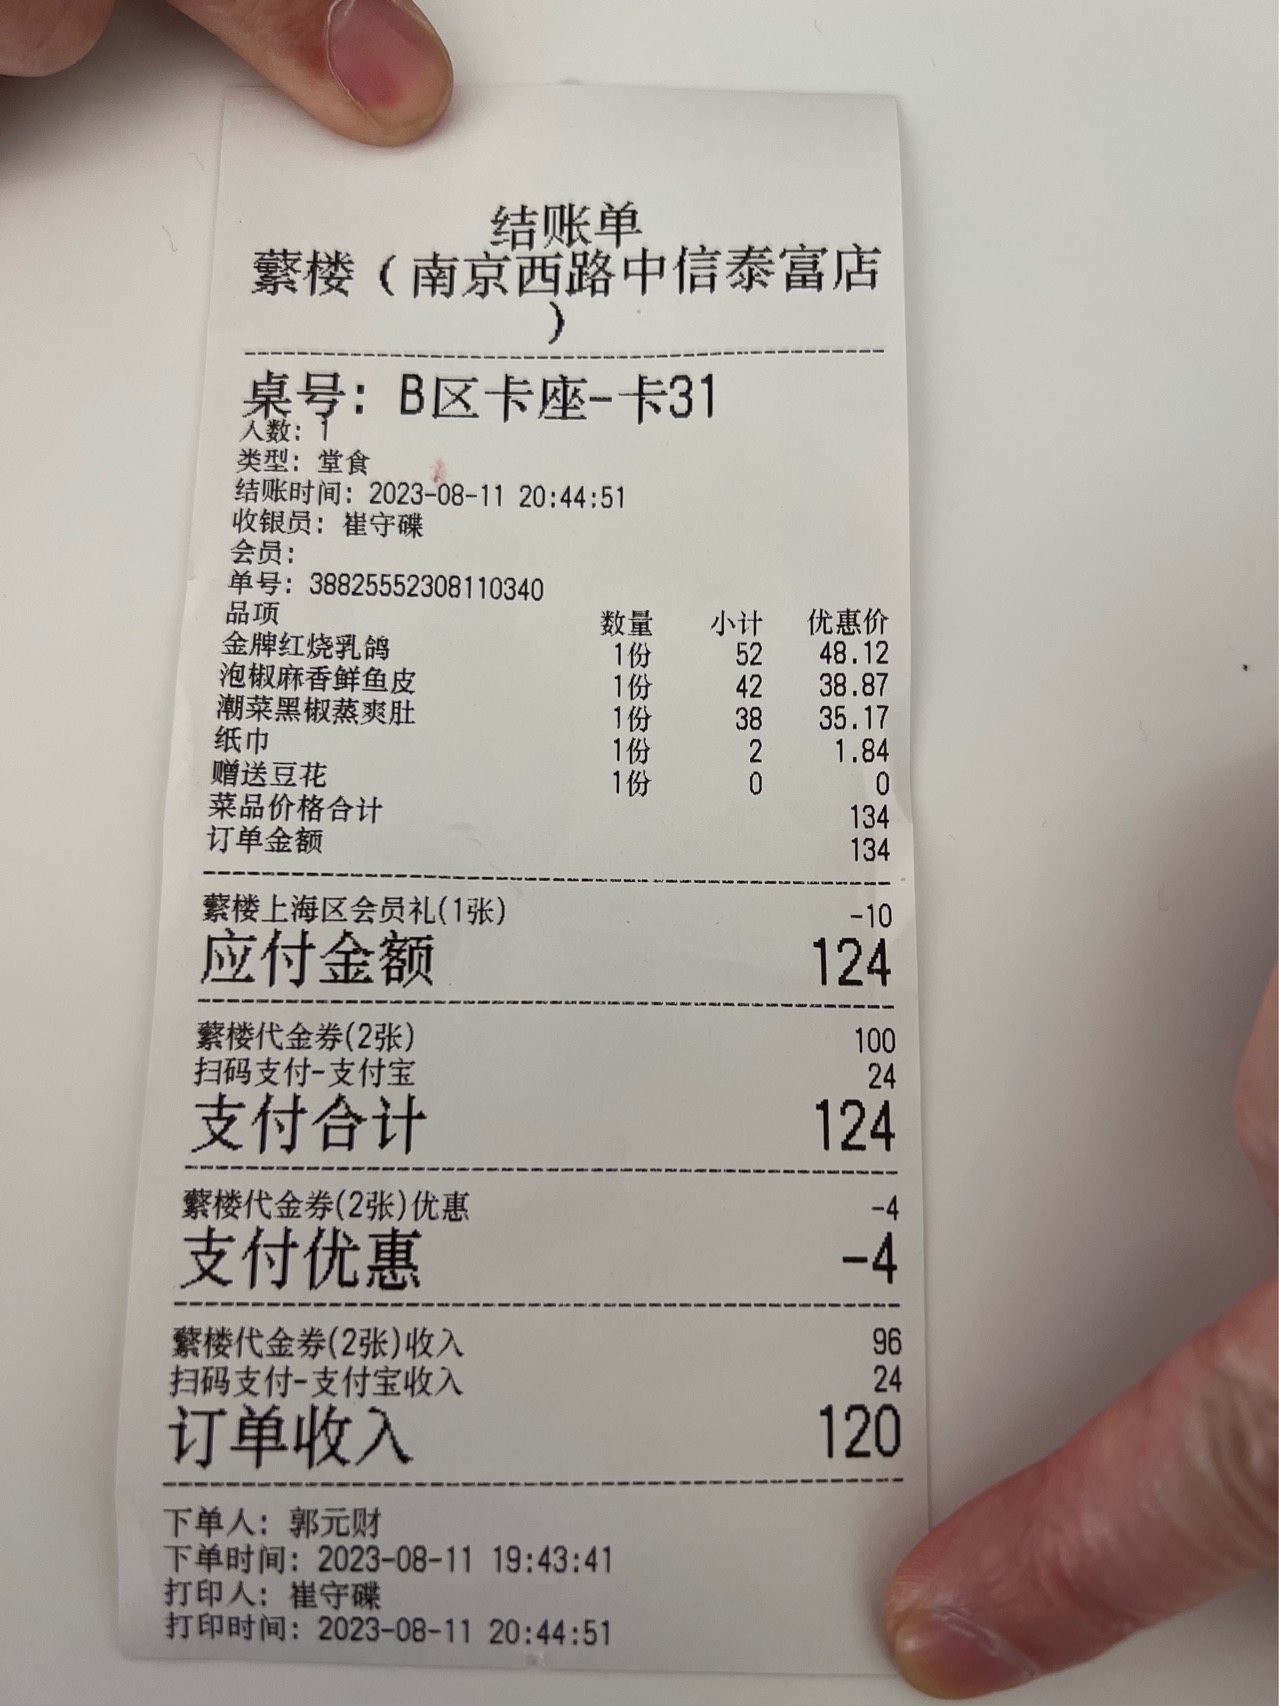 结账单
蘩楼（南京西路中信泰富店
）
桌号：B区卡座-卡31
人数：1
类型：堂食
结账时间：2023-08-11 20:44:51
收银员：崔守碟
会员：
单号：38825552308110340
品项 数量 小计 优惠价
金牌红烧乳鸽 1份 52 48.12
泡椒麻香鲜鱼皮 1份 42 38.87
潮菜黑椒蒸爽肚 1份 38 35.17
纸巾 1份 2 1.84
赠送豆花 1份 0 0
菜品价格合计 134
订单金额 134
蘩楼上海区会员礼(1张) -10
应付金额 124
蘩楼代金券(2张) 100
扫码支付-支付宝 24
支付合计 124
蘩楼代金券(2张)优惠 -4
支付优惠 -4
蘩楼代金券(2张)收入 96
扫码支付-支付宝收入 24
订单收入 120
下单人：郭元财
下单时间：2023-08-11 19:43:41
打印人：崔守碟
打印时间：2023-08-11 20:44:51